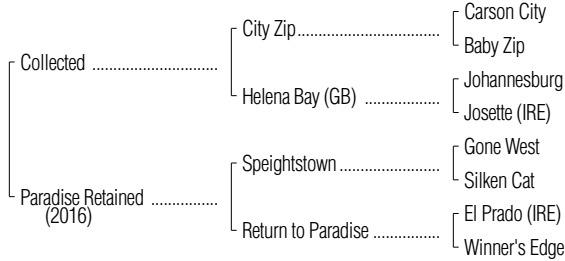 Carson City
City Zip
Baby Zip
Collected
Johannesburg
Helena Bay (GB)
Josette (IRE)
Gone West
Speightstown
Silken Cat
Paradise Retained
(2016)
El Prado (IRE)
Return to Paradise
Winner's Edge